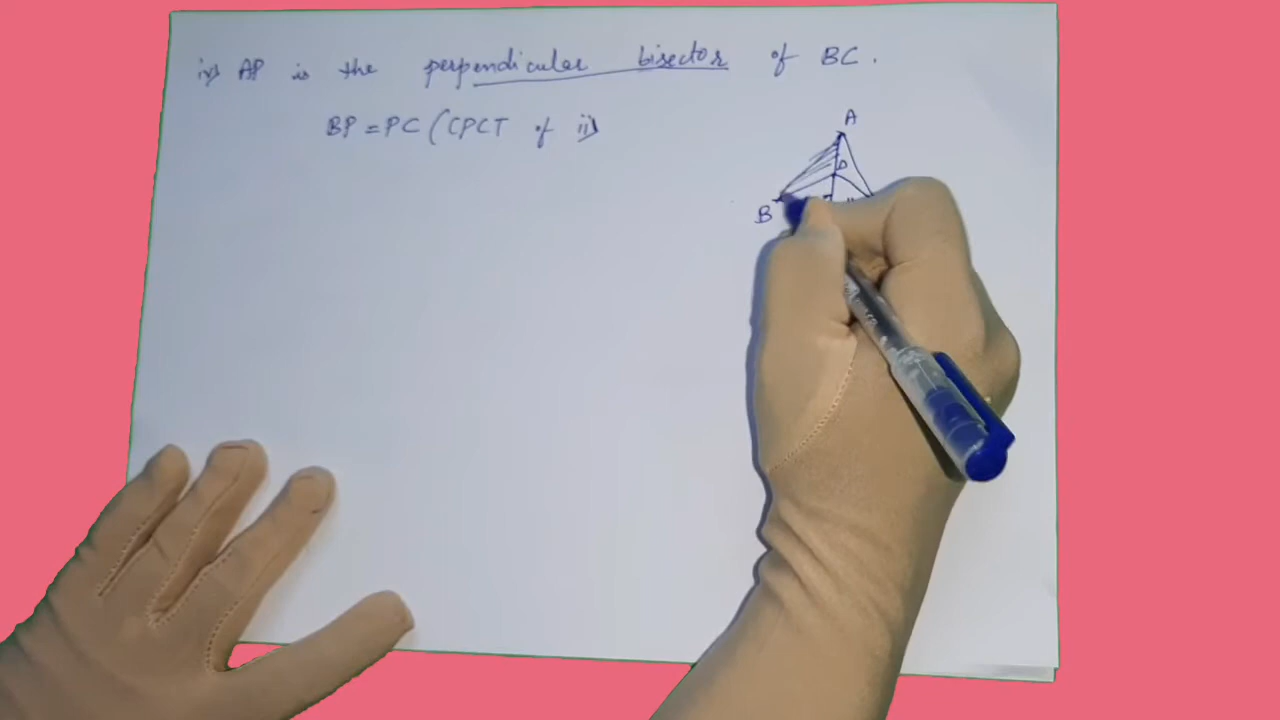 iv) AP is the perpendicular bisector of BC.
BP = PC (CPCT of ii)
A
D
B